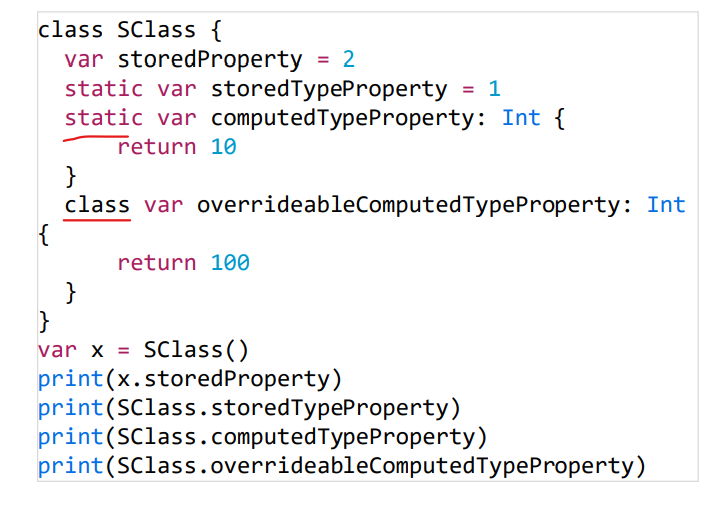 class SClass {
  var storedProperty = 2
  static var storedTypeProperty = 1
  static var computedTypeProperty: Int {
      return 10
  }
  class var overrideableComputedTypeProperty: Int
{
      return 100
  }
}
var x = SClass()
print(x.storedProperty)
print(SClass.storedTypeProperty)
print(SClass.computedTypeProperty)
print(SClass.overrideableComputedTypeProperty)